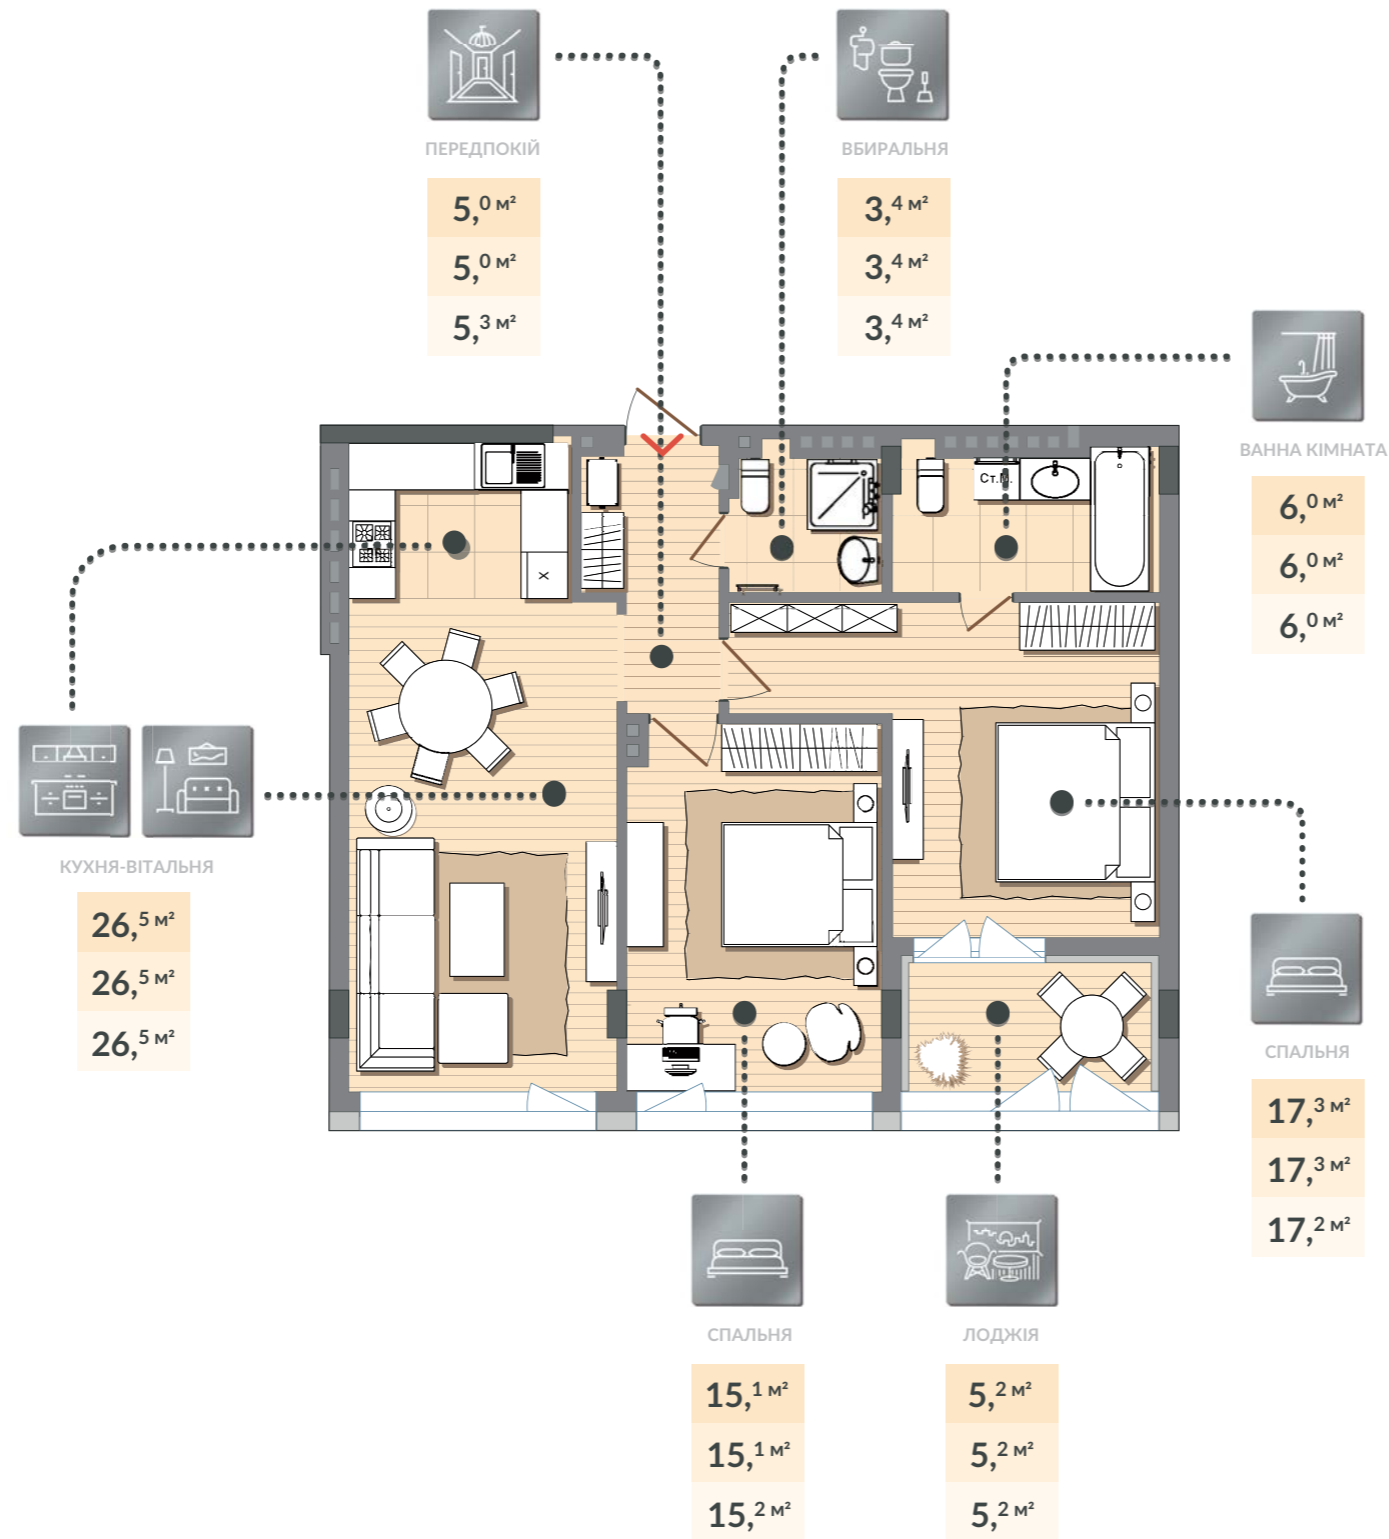 ПЕРЕДПОКІЙ
5,0 м²
5,0 м²
5,3 м²
ВБИРАЛЬНЯ
3,4 м²
3,4 м²
3,4 м²
ВАННА КІМНАТА
6,0 м²
6,0 м²
6,0 м²
Ст.М.
X
КУХНЯ-ВІТАЛЬНЯ
26,5 м²
26,5 м²
26,5 м²
СПАЛЬНЯ
17,3 м²
17,3 м²
17,2 м²
СПАЛЬНЯ
15,1 м²
15,1 м²
15,2 м²
ЛОДЖІЯ
5,2 м²
5,2 м²
5,2 м²